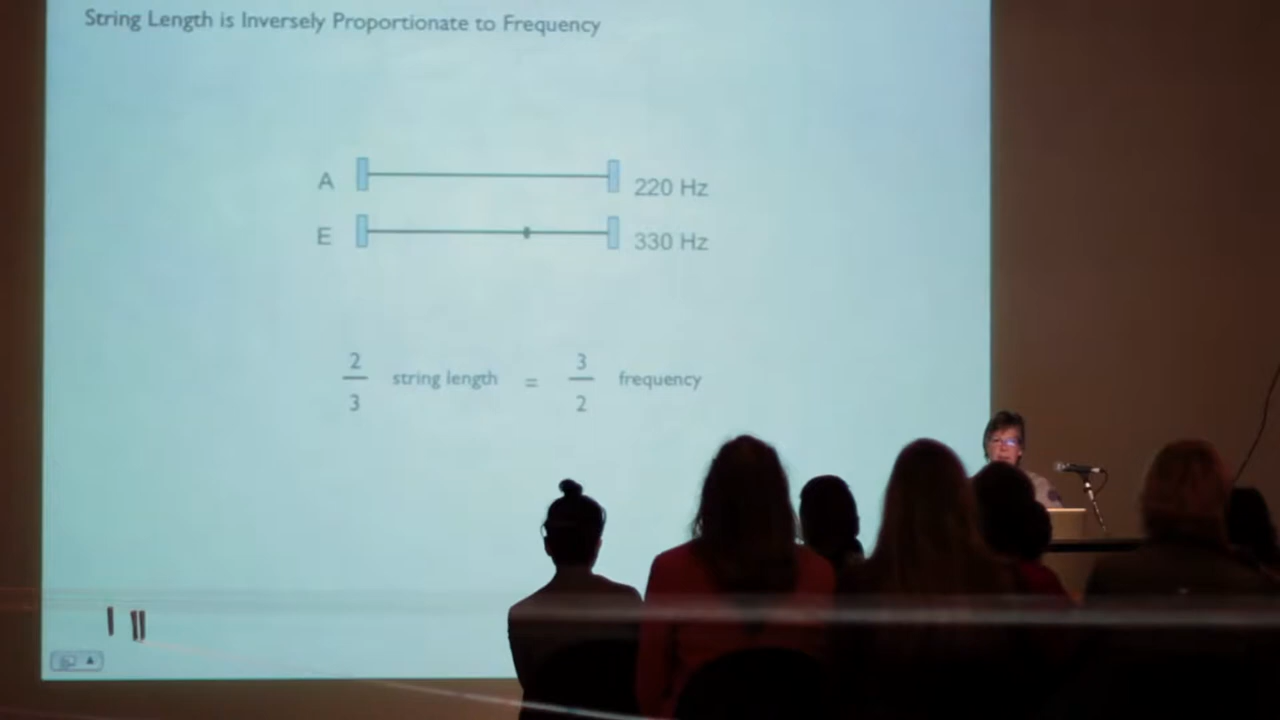 String Length is Inversely Proportionate to Frequency
A 220 Hz
E 330 Hz
2/3 string length = 3/2 frequency